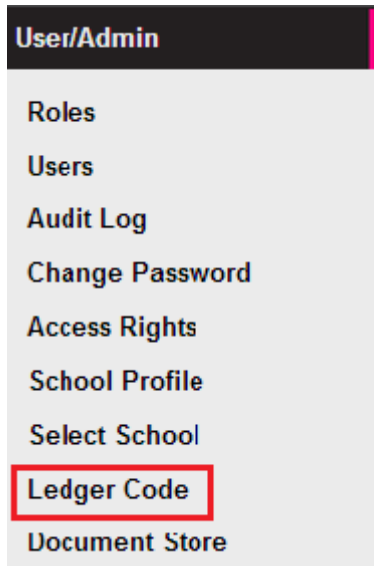 User/Admin
Roles
Users
Audit Log
Change Password
Access Rights
School Profile
Select School
Ledger Code
Document Store